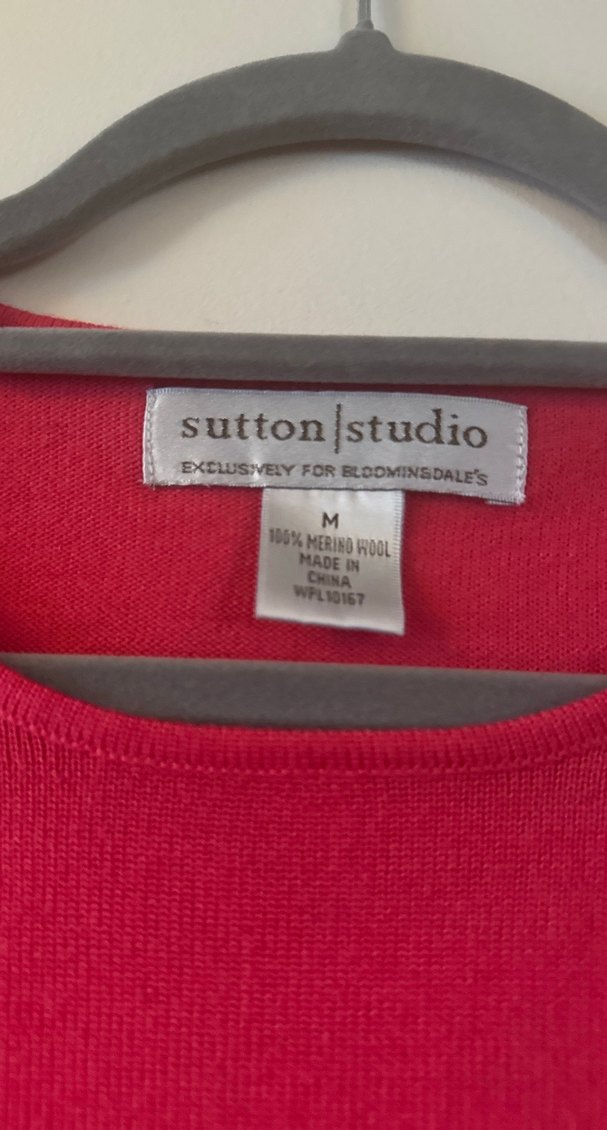 sutton|studio
EXCLUSIVELY FOR BLOOMINGDALE'S
M
100% MERINO WOOL
MADE IN
CHINA
WPL10167